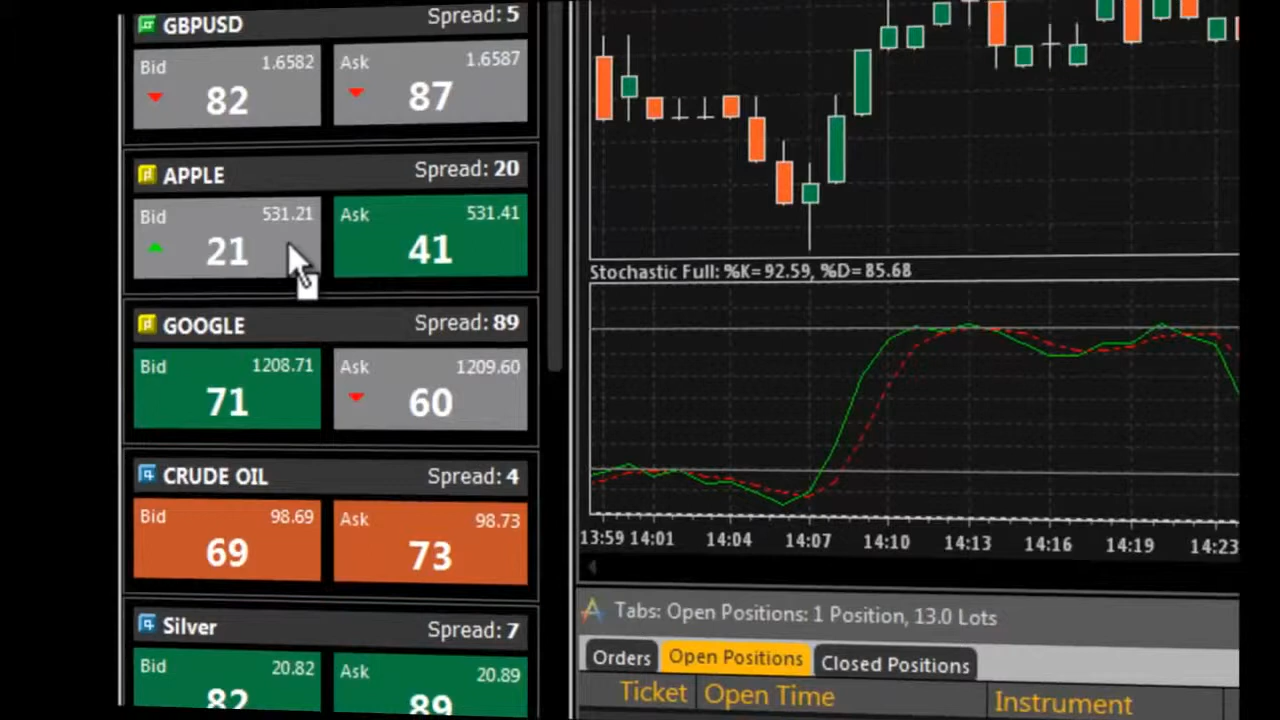 GBPUSD Spread: 5
Bid 1.6582 Ask 1.6587
82 87
APPLE Spread: 20
Bid 531.21 Ask 531.41
21 41
GOOGLE Spread: 89
Bid 1208.71 Ask 1209.60
71 60
CRUDE OIL Spread: 4
Bid 98.69 Ask 98.73
69 73
Silver Spread: 7
Bid 20.82 Ask 20.89
82 89
Stochastic Full: %K=92.59, %D=85.68
13:59 14:01 14:04 14:07 14:10 14:13 14:16 14:19 14:23
Tabs: Open Positions: 1 Position, 13.0 Lots
Orders Open Positions Closed Positions
Ticket Open Time Instrument